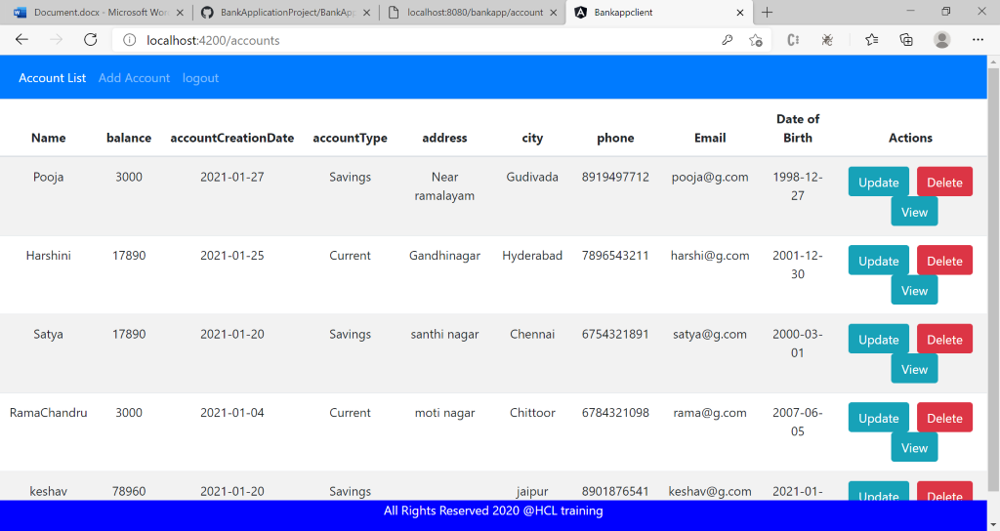 Document.docx - Microsoft Wor
BankApplicationProject/BankApp
localhost:8080/bankapp/account
Bankappclient
localhost:4200/accounts
Account List Add Account logout
Date of
Name balance accountCreationDate accountType address city phone Email Birth Actions
Pooja 3000 2021-01-27 Savings Near Gudivada 8919497712 pooja@g.com 1998-12- Update Delete
ramalayam 27
View
Harshini 17890 2021-01-25 Current Gandhinagar Hyderabad 7896543211 harshi@g.com 2001-12- Update Delete
30
View
Satya 17890 2021-01-20 Savings santhi nagar Chennai 6754321891 satya@g.com 2000-03- Update Delete
01
View
RamaChandru 3000 2021-01-04 Current moti nagar Chittoor 6784321098 rama@g.com 2007-06- Update Delete
05
View
keshav 78960 2021-01-20 Savings jaipur 8901876541 keshav@g.com 2021-01- Update Delete
All Rights Reserved 2020 @HCL training